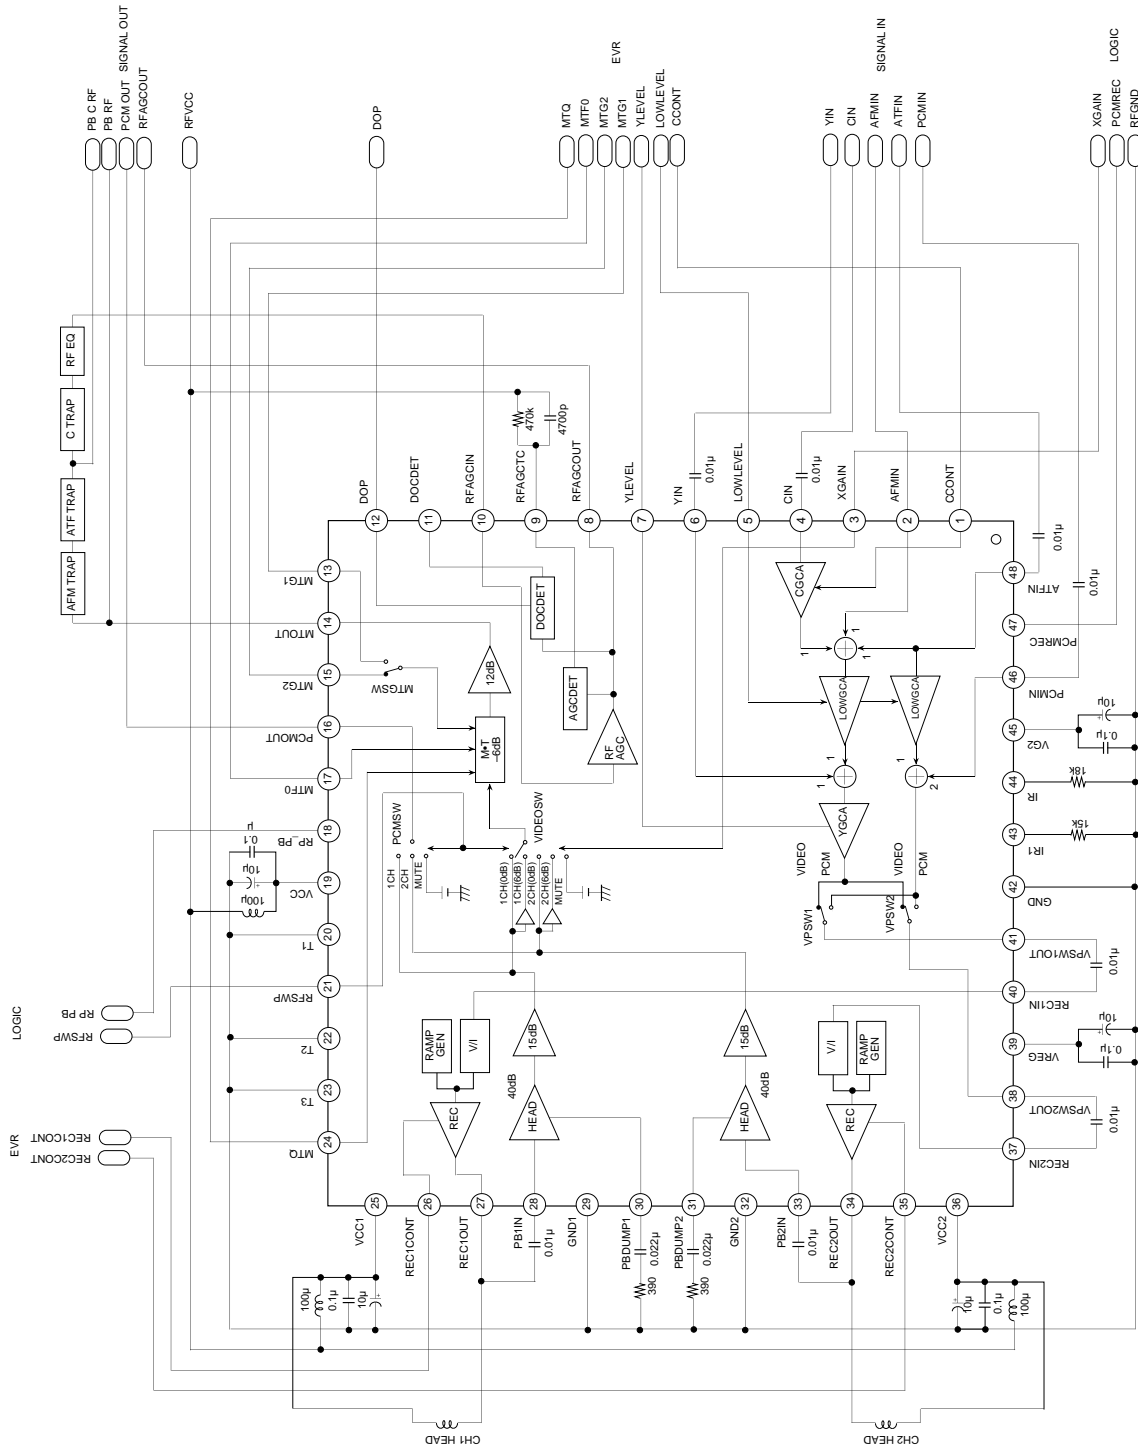 PB C RF
PB RF
PCM OUT
SIGNAL OUT
RFAGCOUT
RFVCC
DOP
MTQ
MTF0
MTG2
MTG1
EVR
YLEVEL
LOWLEVEL
CCONT
YIN
CIN
AFMIN
SIGNAL IN
ATFIN
PCMIN
XGAIN
PCMREC
LOGIC
RFGND
AFM TRAP
ATF TRAP
C TRAP
RF EQ
470k
4700p
DOP
DOCDET
RFAGCIN
RFAGCTC
RFAGCOUT
YLEVEL
YIN
0.01μ
LOWLEVEL
CIN
0.01μ
XGAIN
AFMIN
CCONT
12
11
10
9
8
7
6
5
4
3
2
1
13
MTG1
14
MTOUT
15
MTG2
16
PCMOUT
17
MTF0
18
RP_PB
19
VCC
20
T1
21
RFSWP
22
T2
23
T3
24
MTQ
0.1
μ
10μ
+
100μ
LOGIC
RP PB
RFSWP
EVR
REC1CONT
REC2CONT
MTGSW
12dB
M•T
–6dB
DOCDET
AGCDET
RF
AGC
PCMSW
1CH
2CH
MUTE
VIDEOSW
1CH(0dB)
1CH(6dB)
2CH(0dB)
2CH(6dB)
MUTE
CGCA
1
1
1
LOWGCA
LOWGCA
1
1
2
YGCA
VIDEO
PCM
VIDEO
PCM
VPSW1
VPSW2
RAMP
GEN
V/I
REC
15dB
40dB
HEAD
15dB
40dB
HEAD
V/I
RAMP
GEN
REC
48
ATFIN
0.01μ
47
PCMREC
0.01μ
46
PCMIN
45
VG2
0.1μ
10μ
+
44
IR
18k
43
IR1
15k
42
GND
41
VPSW1OUT
0.01μ
40
REC1IN
39
VREG
0.1μ
10μ
+
38
VPSW2OUT
0.01μ
37
REC2IN
25
26
27
28
29
30
31
32
33
34
35
36
VCC1
REC1CONT
REC1OUT
PB1IN
0.01μ
GND1
PBDUMP1
0.022μ
390
PBDUMP2
0.022μ
390
GND2
PB2IN
0.01μ
REC2OUT
REC2CONT
VCC2
100μ
0.1μ
10μ
+
10μ
+
0.1μ
100μ
CH1 HEAD
CH2 HEAD